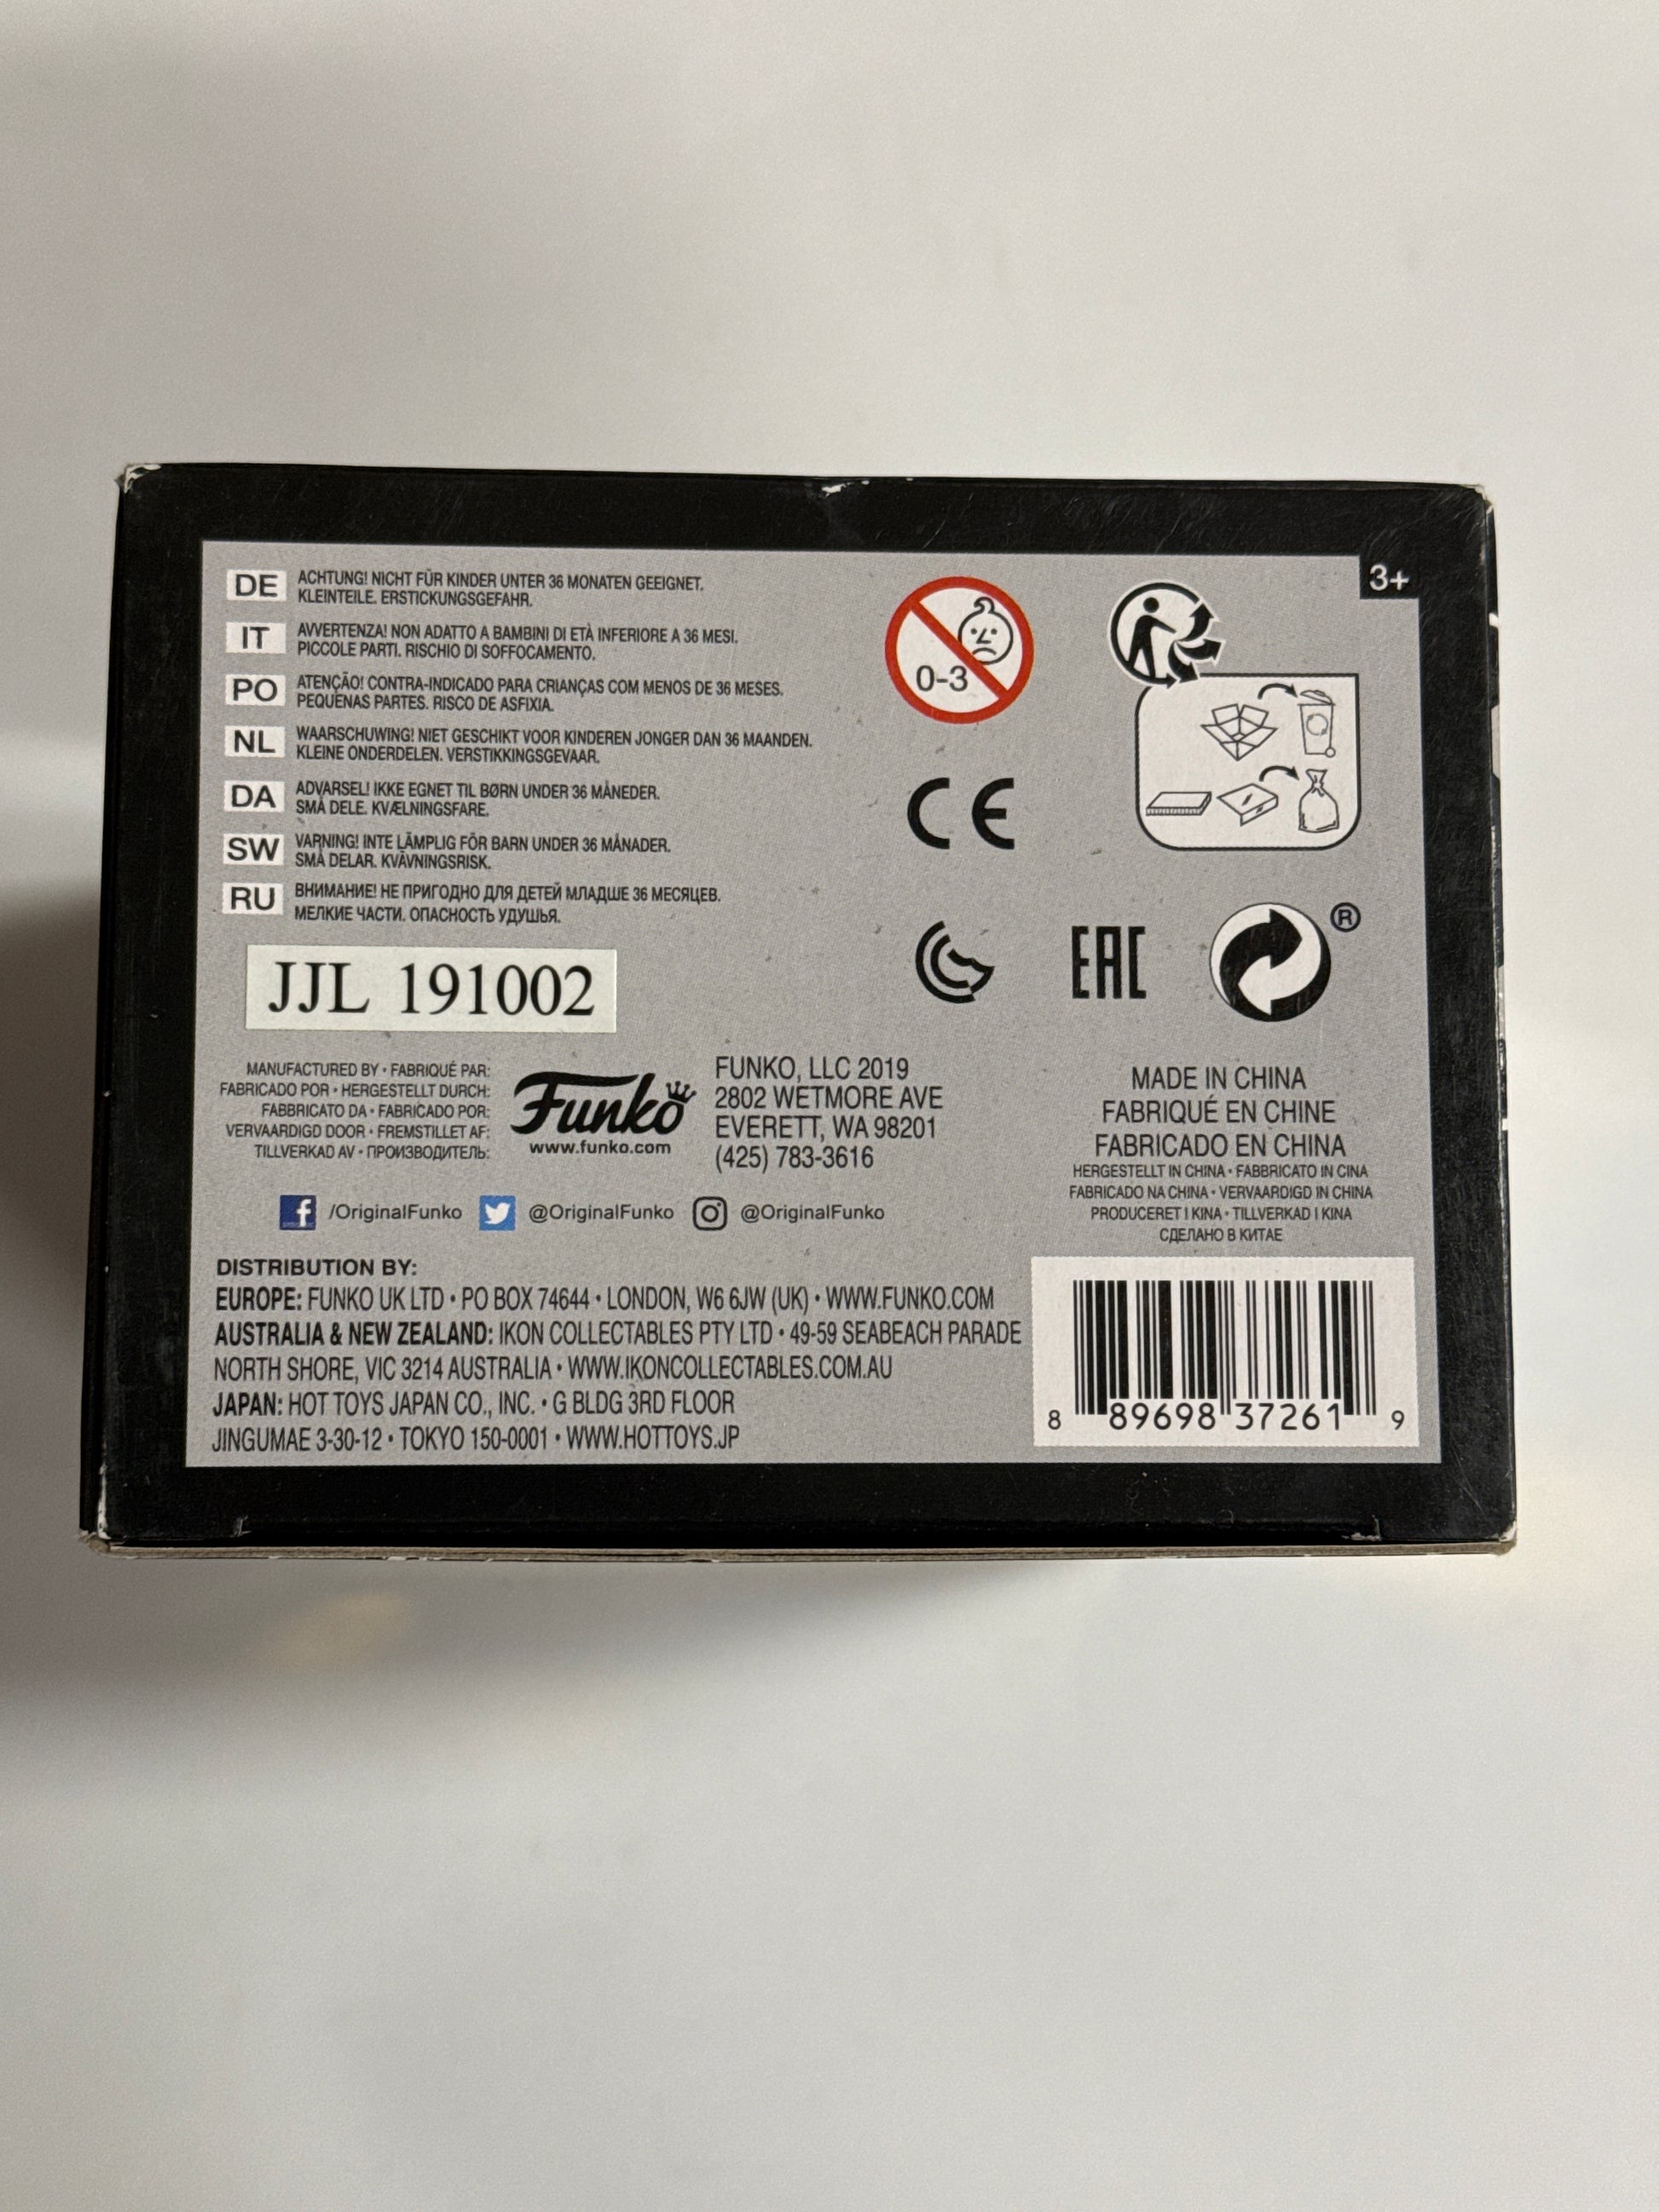 3+
DE ACHTUNG! NICHT FÜR KINDER UNTER 36 MONATEN GEEIGNET.
KLEINTEILE. ERSTICKUNGSGEFAHR.
IT AVVERTENZA! NON ADATTO A BAMBINI DI ETÀ INFERIORE A 36 MESI.
PICCOLE PARTI. RISCHIO DI SOFFOCAMENTO.
PO ATENÇÃO! CONTRA-INDICADO PARA CRIANÇAS COM MENOS DE 36 MESES.
PEQUENAS PARTES. RISCO DE ASFIXIA.
NL WAARSCHUWING! NIET GESCHIKT VOOR KINDEREN JONGER DAN 36 MAANDEN.
KLEINE ONDERDELEN. VERSTIKKINGSGEVAAR.
DA ADVARSEL! IKKE EGNET TIL BØRN UNDER 36 MÅNEDER.
SMÅ DELE. KVÆLNINGSFARE.
SW VARNING! INTE LÄMPLIG FÖR BARN UNDER 36 MÅNADER.
SMÅ DELAR. KVÄVNINGSRISK.
RU ВНИМАНИЕ! НЕ ПРИГОДНО ДЛЯ ДЕТЕЙ МЛАДШЕ 36 МЕСЯЦЕВ.
МЕЛКИЕ ЧАСТИ. ОПАСНОСТЬ УДУШЬЯ.
0-3
CE
EAC
®
JJL 191002
MANUFACTURED BY • FABRIQUÉ PAR:
FABRICADO POR • HERGESTELLT DURCH:
FABBRICATO DA • FABRICADO POR:
VERVAARDIGD DOOR • FREMSTILLET AF:
TILLVERKAD AV • ПРОИЗВОДИТЕЛЬ:
Funko
www.funko.com
FUNKO, LLC 2019
2802 WETMORE AVE
EVERETT, WA 98201
(425) 783-3616
f /OriginalFunko @OriginalFunko @OriginalFunko
MADE IN CHINA
FABRIQUÉ EN CHINE
FABRICADO EN CHINA
HERGESTELLT IN CHINA • FABBRICATO IN CINA
FABRICADO NA CHINA • VERVAARDIGD IN CHINA
PRODUCERET I KINA • TILLVERKAD I KINA
СДЕЛАНО В КИТАЕ
DISTRIBUTION BY:
EUROPE: FUNKO UK LTD • PO BOX 74644 • LONDON, W6 6JW (UK) • WWW.FUNKO.COM
AUSTRALIA & NEW ZEALAND: IKON COLLECTABLES PTY LTD • 49-59 SEABEACH PARADE
NORTH SHORE, VIC 3214 AUSTRALIA • WWW.IKONCOLLECTABLES.COM.AU
JAPAN: HOT TOYS JAPAN CO., INC. • G BLDG 3RD FLOOR
JINGUMAE 3-30-12 • TOKYO 150-0001 • WWW.HOTTOYS.JP
8 89698 37261 9